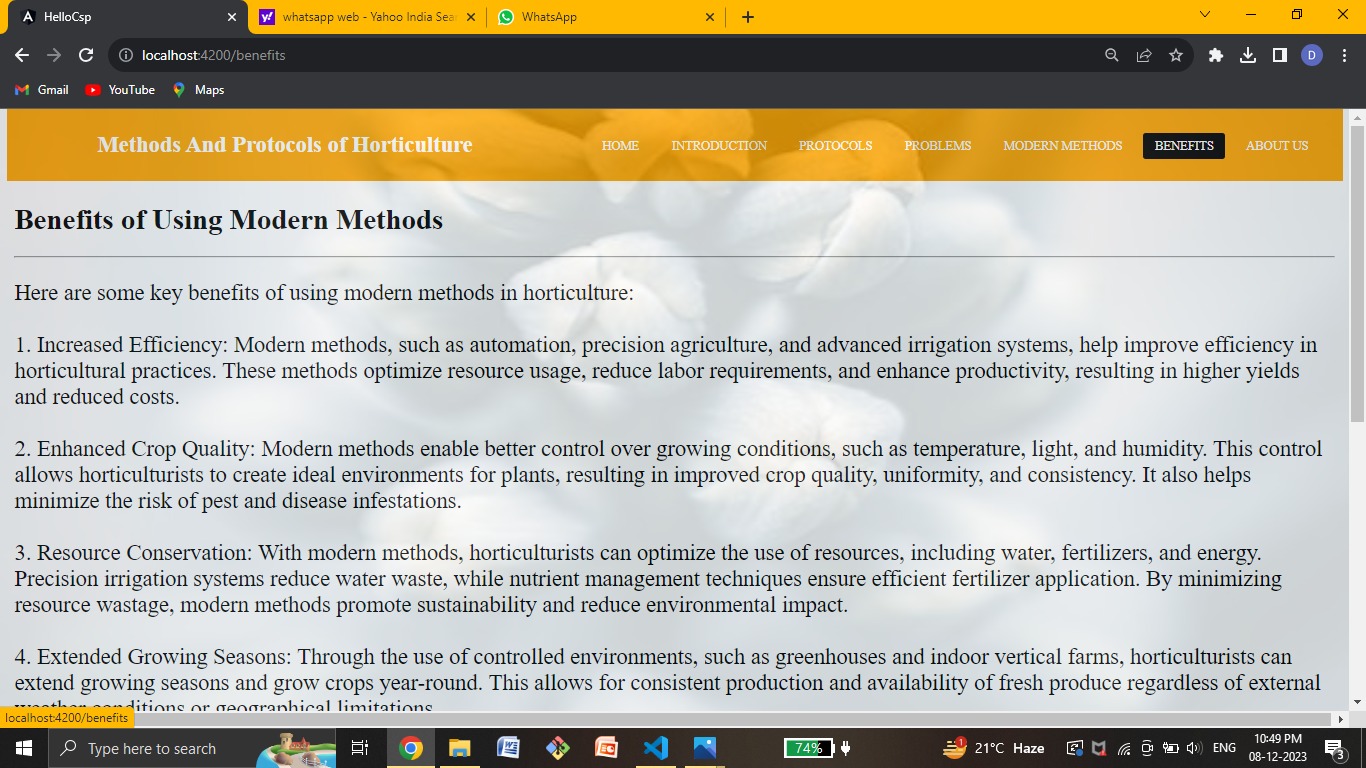 HelloCsp
whatsapp web - Yahoo India Sear
WhatsApp
localhost:4200/benefits
D
Gmail
YouTube
Maps
Methods And Protocols of Horticulture
HOME
INTRODUCTION
PROTOCOLS
PROBLEMS
MODERN METHODS
BENEFITS
ABOUT US
Benefits of Using Modern Methods
Here are some key benefits of using modern methods in horticulture:
1. Increased Efficiency: Modern methods, such as automation, precision agriculture, and advanced irrigation systems, help improve efficiency in
horticultural practices. These methods optimize resource usage, reduce labor requirements, and enhance productivity, resulting in higher yields
and reduced costs.
2. Enhanced Crop Quality: Modern methods enable better control over growing conditions, such as temperature, light, and humidity. This control
allows horticulturists to create ideal environments for plants, resulting in improved crop quality, uniformity, and consistency. It also helps
minimize the risk of pest and disease infestations.
3. Resource Conservation: With modern methods, horticulturists can optimize the use of resources, including water, fertilizers, and energy.
Precision irrigation systems reduce water waste, while nutrient management techniques ensure efficient fertilizer application. By minimizing
resource wastage, modern methods promote sustainability and reduce environmental impact.
4. Extended Growing Seasons: Through the use of controlled environments, such as greenhouses and indoor vertical farms, horticulturists can
extend growing seasons and grow crops year-round. This allows for consistent production and availability of fresh produce regardless of external
weather conditions or geographical limitations
localhost:4200/benefits
Type here to search
74%
1
21°C Haze
ENG
10:49 PM
08-12-2023
3